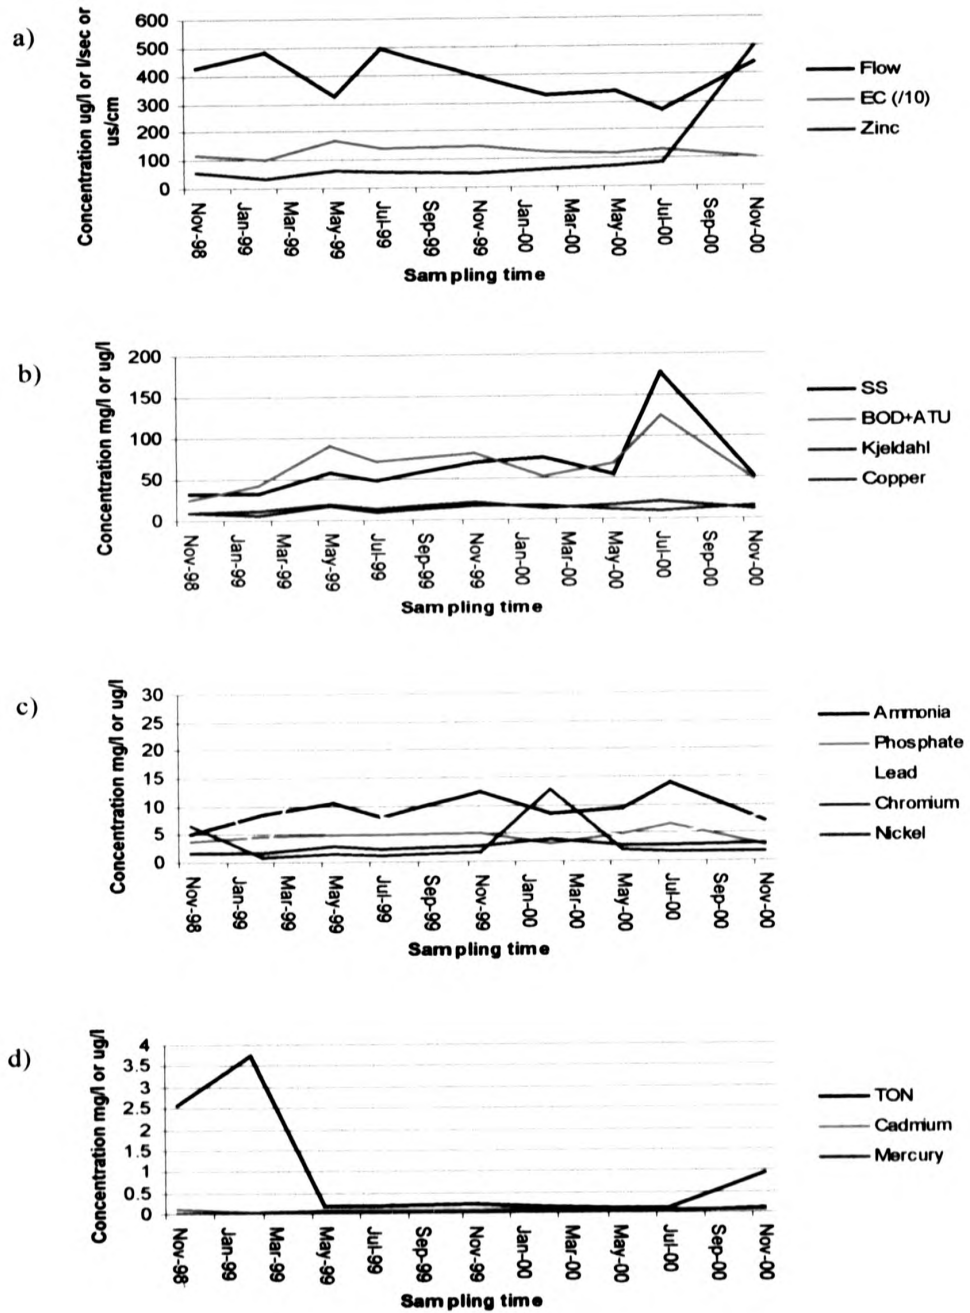 a)
Concentration ug/l or l/sec or
us/cm
600
500
400
300
200
100
0
Nov-98
Jan-99
Mar-99
May-99
Jul-99
Sep-99
Nov-99
Jan-00
Mar-00
May-00
Jul-00
Sep-00
Nov-00
Sampling time
Flow
EC (/10)
Zinc
b)
Concentration mg/l or ug/l
200
150
100
50
0
Nov-98
Jan-99
Mar-99
May-99
Jul-99
Sep-99
Nov-99
Jan-00
Mar-00
May-00
Jul-00
Sep-00
Nov-00
Sampling time
SS
BOD+ATU
Kjeldahl
Copper
c)
Concentration mg/l or ug/l
30
25
20
15
10
5
0
Nov-98
Jan-99
Mar-99
May-99
Jul-99
Sep-99
Nov-99
Jan-00
Mar-00
May-00
Jul-00
Sep-00
Nov-00
Sampling time
Ammonia
Phosphate
Lead
Chromium
Nickel
d)
Concentration mg/l or ug/l
4
3.5
3
2.5
2
1.5
1
0.5
0
Nov-98
Jan-99
Mar-99
May-99
Jul-99
Sep-99
Nov-99
Jan-00
Mar-00
May-00
Jul-00
Sep-00
Nov-00
Sampling time
TON
Cadmium
Mercury